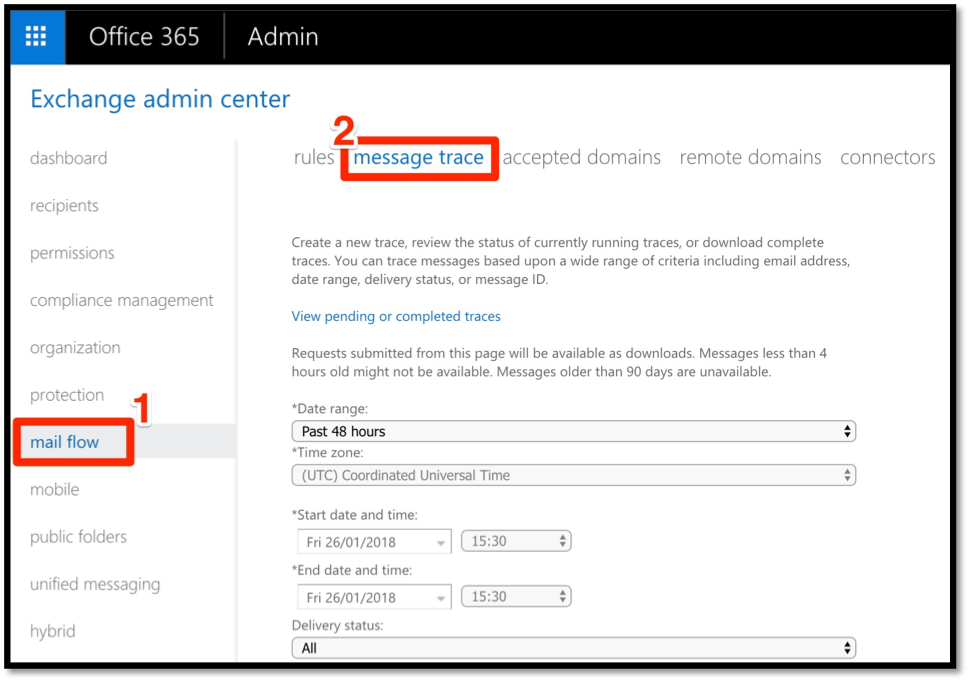 Office 365 Admin
Exchange admin center
dashboard
recipients
permissions
compliance management
organization
protection
1
mail flow
mobile
public folders
unified messaging
hybrid
2
rules message trace accepted domains remote domains connectors
Create a new trace, review the status of currently running traces, or download complete
traces. You can trace messages based upon a wide range of criteria including email address,
date range, delivery status, or message ID.
View pending or completed traces
Requests submitted from this page will be available as downloads. Messages less than 4
hours old might not be available. Messages older than 90 days are unavailable.
*Date range:
Past 48 hours
*Time zone:
(UTC) Coordinated Universal Time
*Start date and time:
Fri 26/01/2018 15:30
*End date and time:
Fri 26/01/2018 15:30
Delivery status:
All